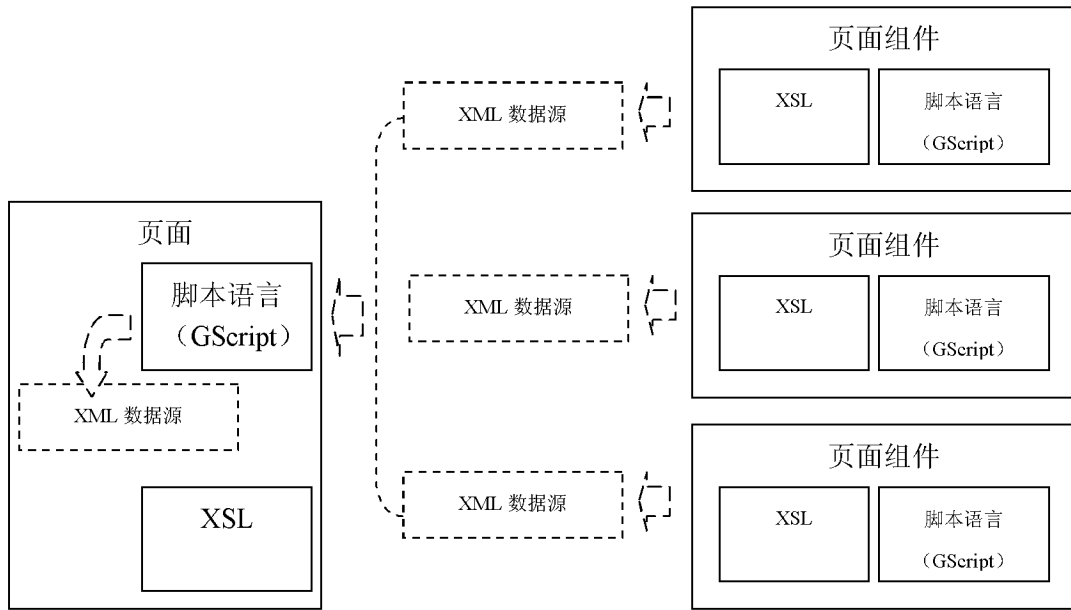 页面
脚本语言
（GScript）
XML 数据源
XSL
XML 数据源
XML 数据源
XML 数据源
页面组件
XSL
脚本语言
（GScript）
页面组件
XSL
脚本语言
（GScript）
页面组件
XSL
脚本语言
（GScript）